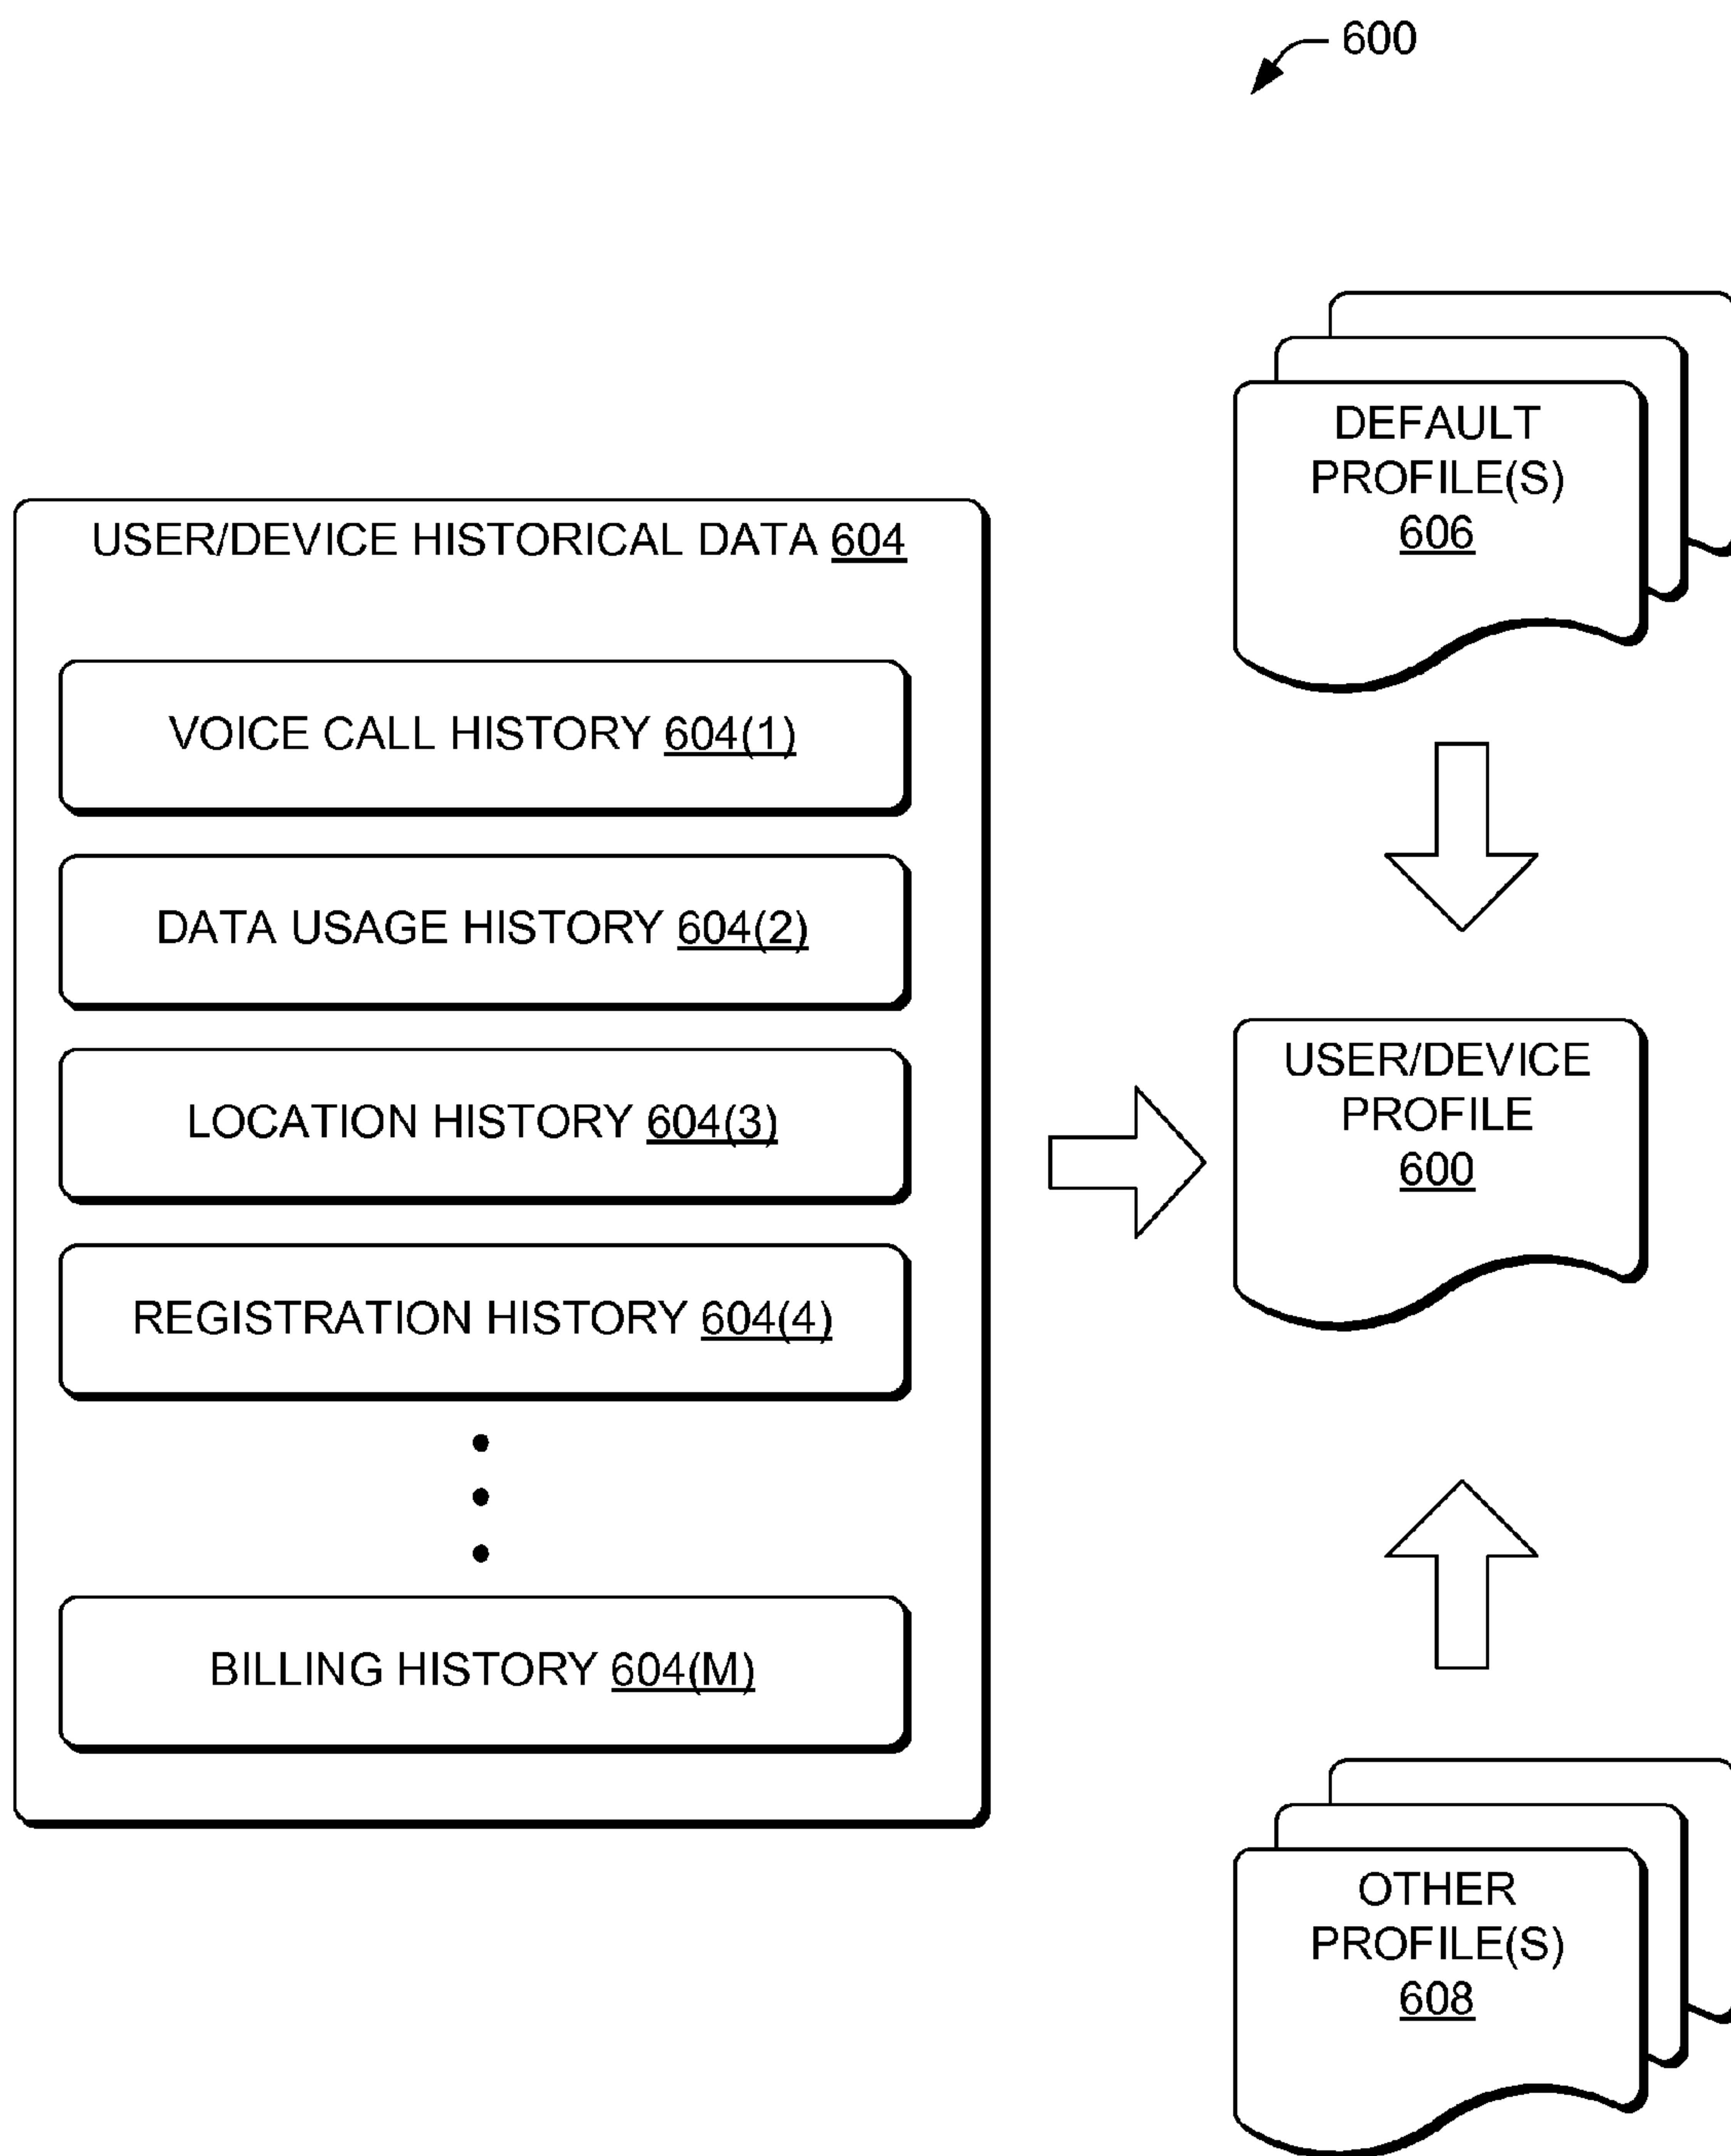 600
USER/DEVICE HISTORICAL DATA 604
VOICE CALL HISTORY 604(1)
DATA USAGE HISTORY 604(2)
LOCATION HISTORY 604(3)
REGISTRATION HISTORY 604(4)
BILLING HISTORY 604(M)
DEFAULT
PROFILE(S)
606
USER/DEVICE
PROFILE
600
OTHER
PROFILE(S)
608